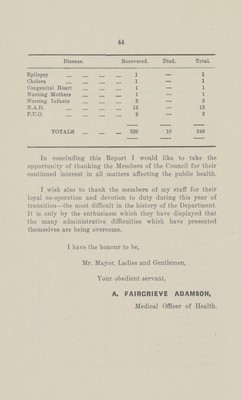 44
Disease. Recovered. Died. Total.
Epilepsy — — — — 1 — 1
Cholera — — — — 1 — 1
Congenital Heart — — — 1 — 1
Nursing Mothers — — — 1 — 1
Nursing Infants — — — 3 — 3
N.A.D. — — — — 13 — 13
P.U.O. — — — — 2 — 2
TOTALS — — — 338 10 348
In concluding this Report I would like to take the
opportunity of thanking the Members of the Council for their
continued interest in all matters affecting the public health.
I wish also to thank the members of my staff for their
loyal co-operation and devotion to duty during this year of
transition—the most difficult in the history of the Department.
It is only by the enthusiasm which they have displayed that
the many administrative difficulties which have presented
themselves are being overcome.
I have the honour to be,
Mr. Mayor, Ladies and Gentlemen,
Your obedient servant,
A. FAIRGRIEVE ADAMSON,
Medical Officer of Health.